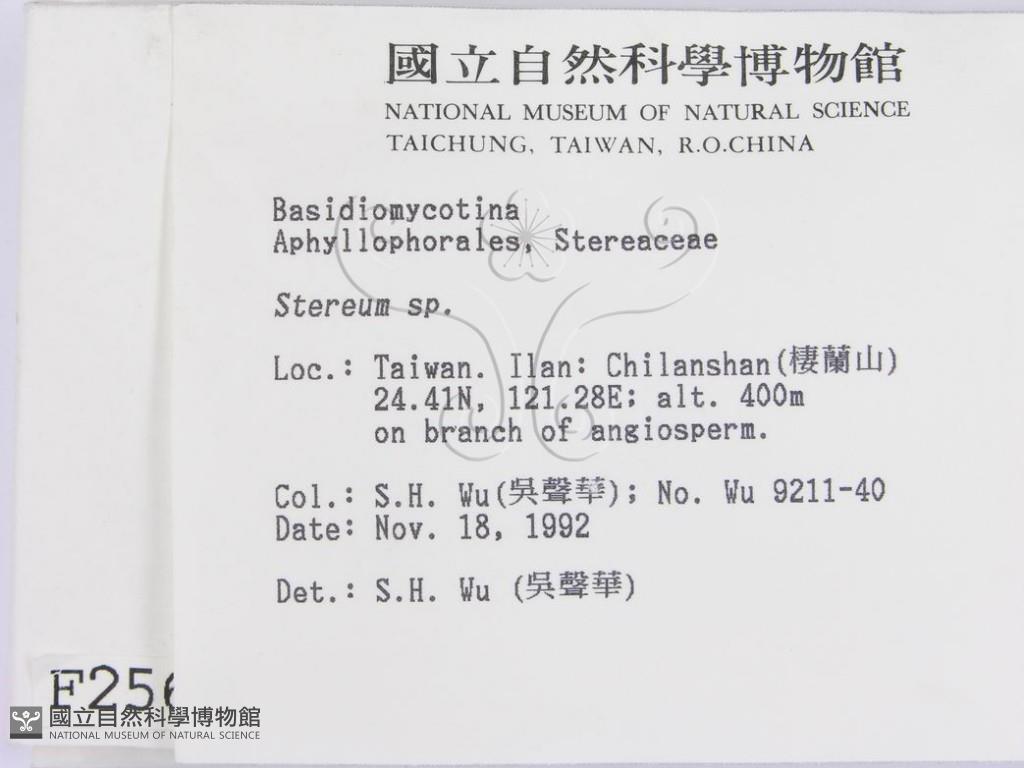 國立自然科學博物館
NATIONAL MUSEUM OF NATURAL SCIENCE
TAICHUNG, TAIWAN, R.O.CHINA
Basidiomycotina
Aphyllophorales, Stereaceae
Stereum sp.
Loc.: Taiwan. Ilan: Chilanshan(棲蘭山)
24.41N, 121.28E; alt. 400m
on branch of angiosperm.
Col.: S.H. Wu(吳聲華); No. Wu 9211-40
Date: Nov. 18, 1992
Det.: S.H. Wu (吳聲華)
國立自然科學博物館
NATIONAL MUSEUM OF NATURAL SCIENCE